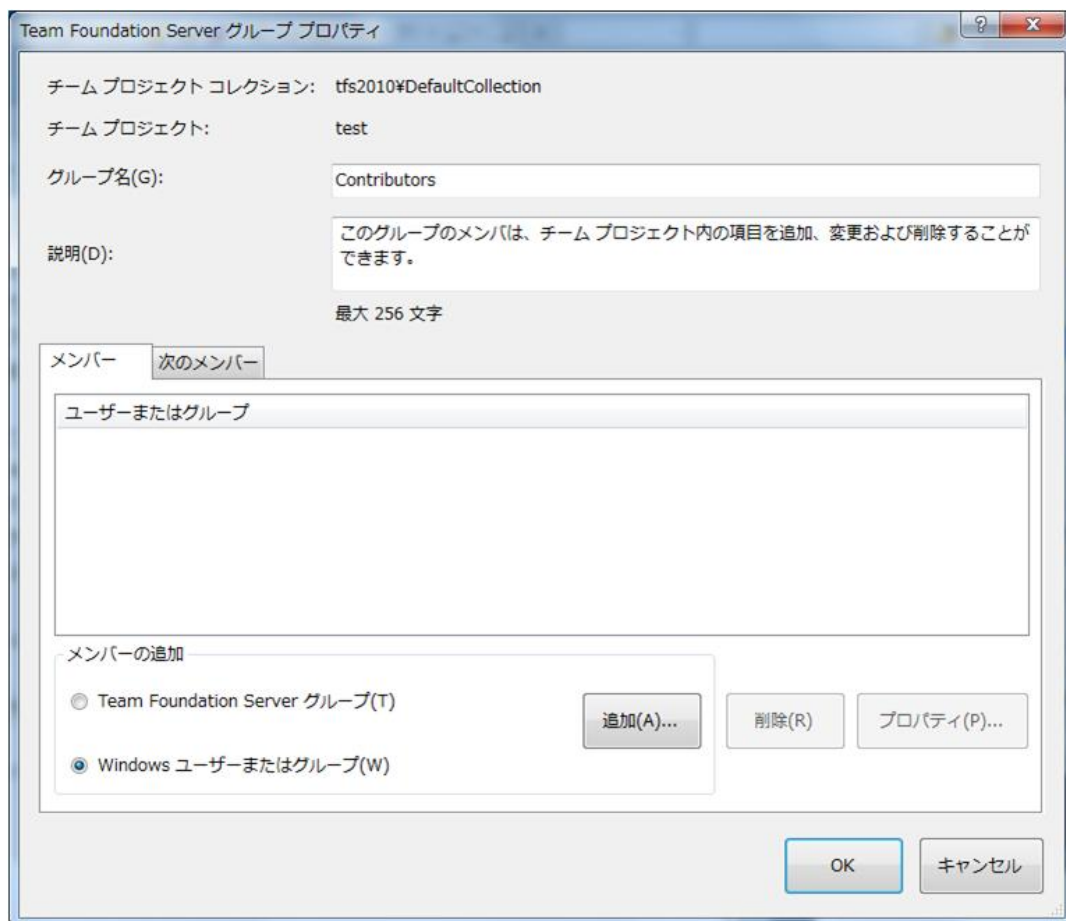 Team Foundation Server グループ プロパティ
チーム プロジェクト コレクション: tfs2010¥DefaultCollection
チーム プロジェクト: test
グループ名(G): Contributors
説明(D): このグループのメンバは、チーム プロジェクト内の項目を追加、変更および削除することが
できます。
最大 256 文字
メンバー 次のメンバー
ユーザーまたはグループ
メンバーの追加
Team Foundation Server グループ(T)
追加(A)... 削除(R) プロパティ(P)...
Windows ユーザーまたはグループ(W)
OK キャンセル